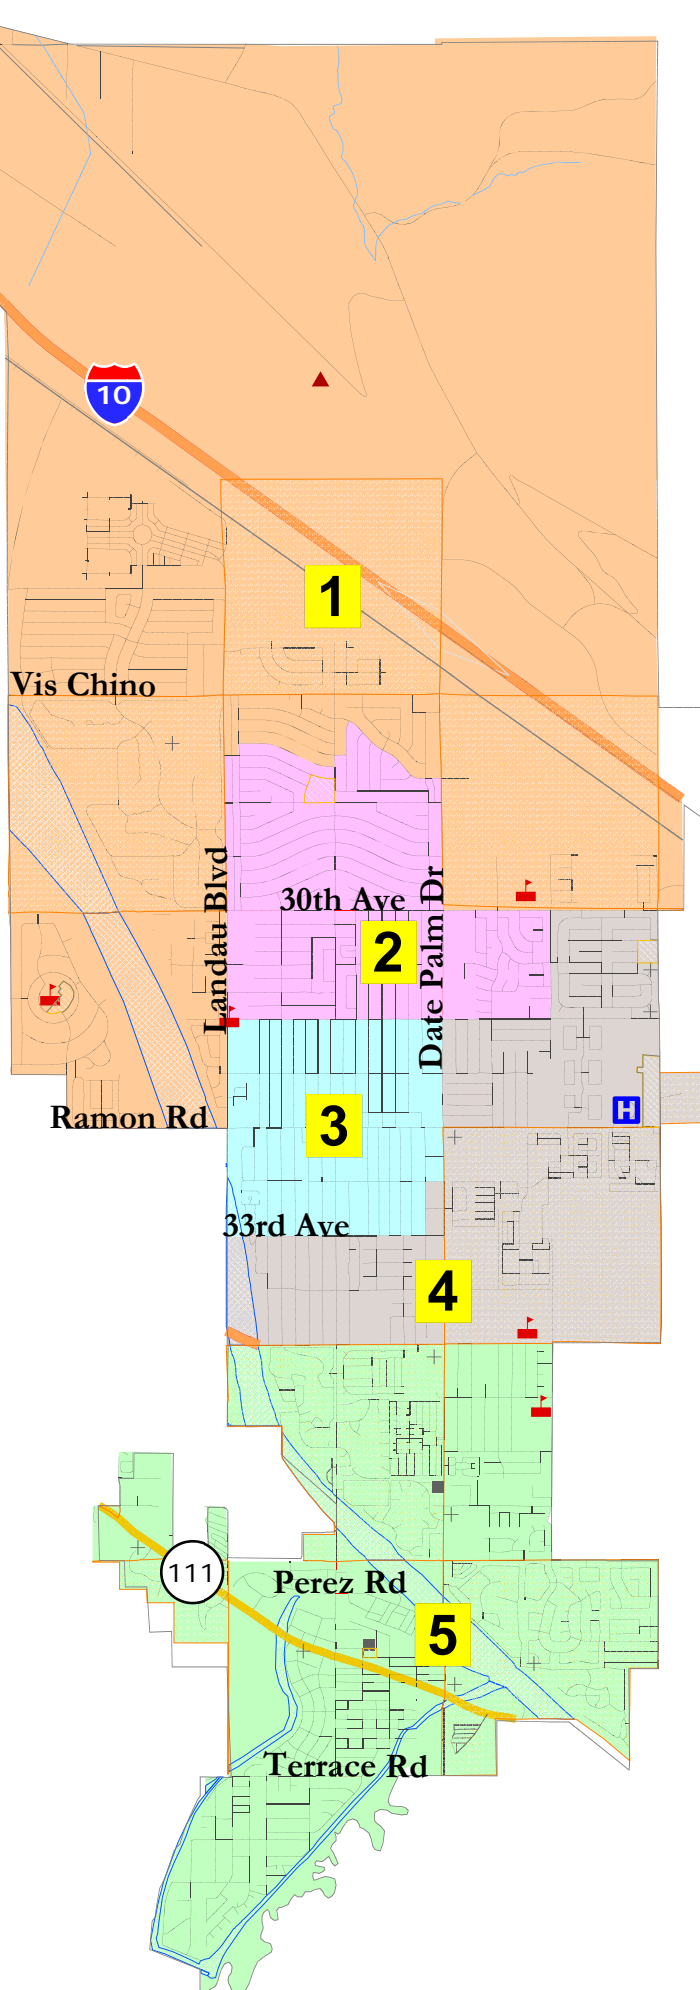 10
1
Vis Chino
Landau Blvd
30th Ave
Date Palm Dr
2
Ramon Rd
3
H
33rd Ave
4
111
Perez Rd
5
Terrace Rd